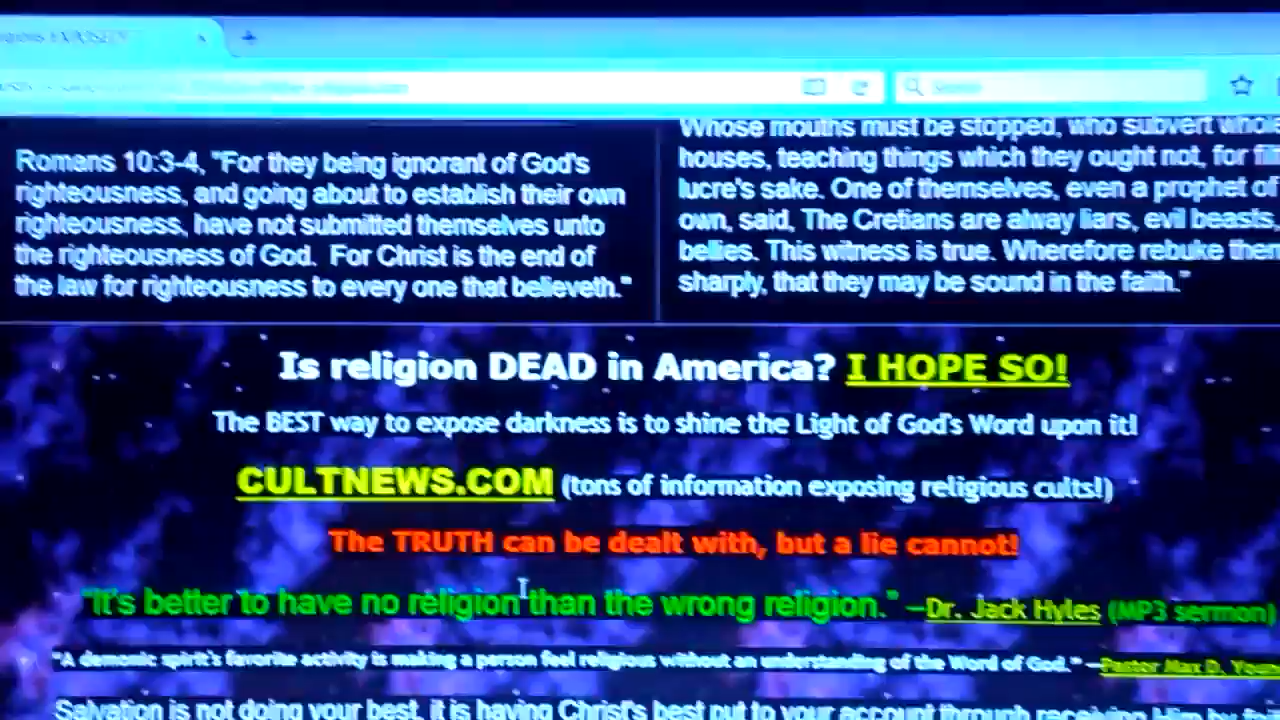 Romans 10:3-4, "For they being ignorant of God's
righteousness, and going about to establish their own
righteousness, have not submitted themselves unto
the righteousness of God.  For Christ is the end of
the law for righteousness to every one that believeth."
Whose mouths must be stopped, who subvert
houses, teaching things which they ought not, for
lucre's sake. One of themselves, even a prophet of
own, said, The Cretians are alway liars, evil beasts,
bellies. This witness is true. Wherefore rebuke
sharply, that they may be sound in the faith."
Is religion DEAD in America? I HOPE SO!
The BEST way to expose darkness is to shine the Light of God's Word upon it!
CULTNEWS.COM (tons of information exposing religious cults!)
The TRUTH can be dealt with, but a lie cannot!
"It's better to have no religion than the wrong religion." —Dr. Jack Hyles (MP3 sermon)
"A demonic spirit's favorite activity is making a person feel religious without an understanding of the Word of God." —Pastor Max D.
Salvation is not doing your best, it is having Christ's best put to your account through receiving Him by